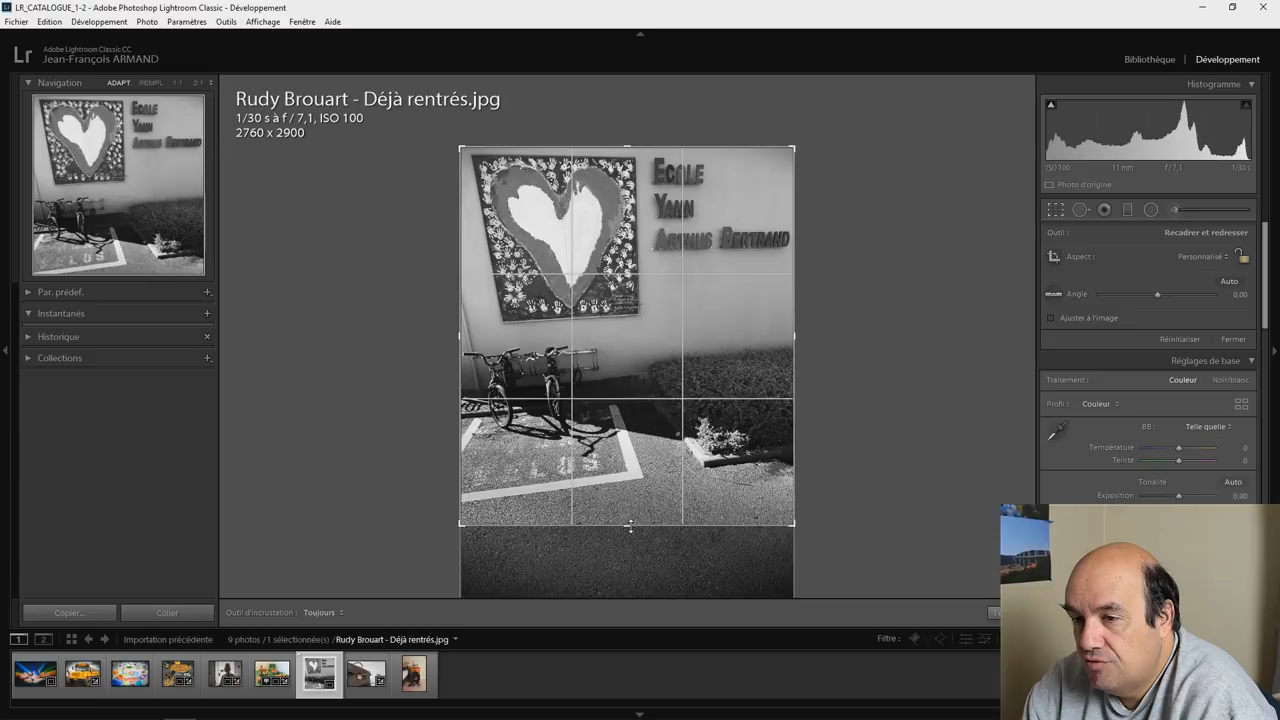 LR_CATALOGUE_1-2 - Adobe Photoshop Lightroom Classic - Développement
Fichier Edition Développement Photo Paramètres Outils Affichage Fenêtre Aide
Lr Adobe Lightroom Classic CC
Jean-François ARMAND
Bibliothèque | Développement
Navigation ADAPT. REMPL. 1:1 2:1
Histogramme
Rudy Brouart - Déjà rentrés.jpg
1/30 s à f / 7,1, ISO 100
2760 x 2900
ECOLE
YANN
ARTHUS BERTRAND
ISO 100 11 mm f / 7,1 1/30 s
Photo d'origine
Outil : Recadrer et redresser
Aspect : Personnalisé
Auto
Angle 0,00
Ajuster à l'image
Réinitialiser Fermer
Réglages de base
Traitement : Couleur Noir/blanc
Profil : Couleur
BB : Telle quelle
Température 0
Teinte 0
Tonalité Auto
Exposition 0,00
Par. prédef.
Instantanés
Historique
Collections
Copier... Coller
Outil d'incrustation : Toujours
1 2 Importation précédente 9 photos /1 sélectionnée(s) /Rudy Brouart - Déjà rentrés.jpg
Filtre :